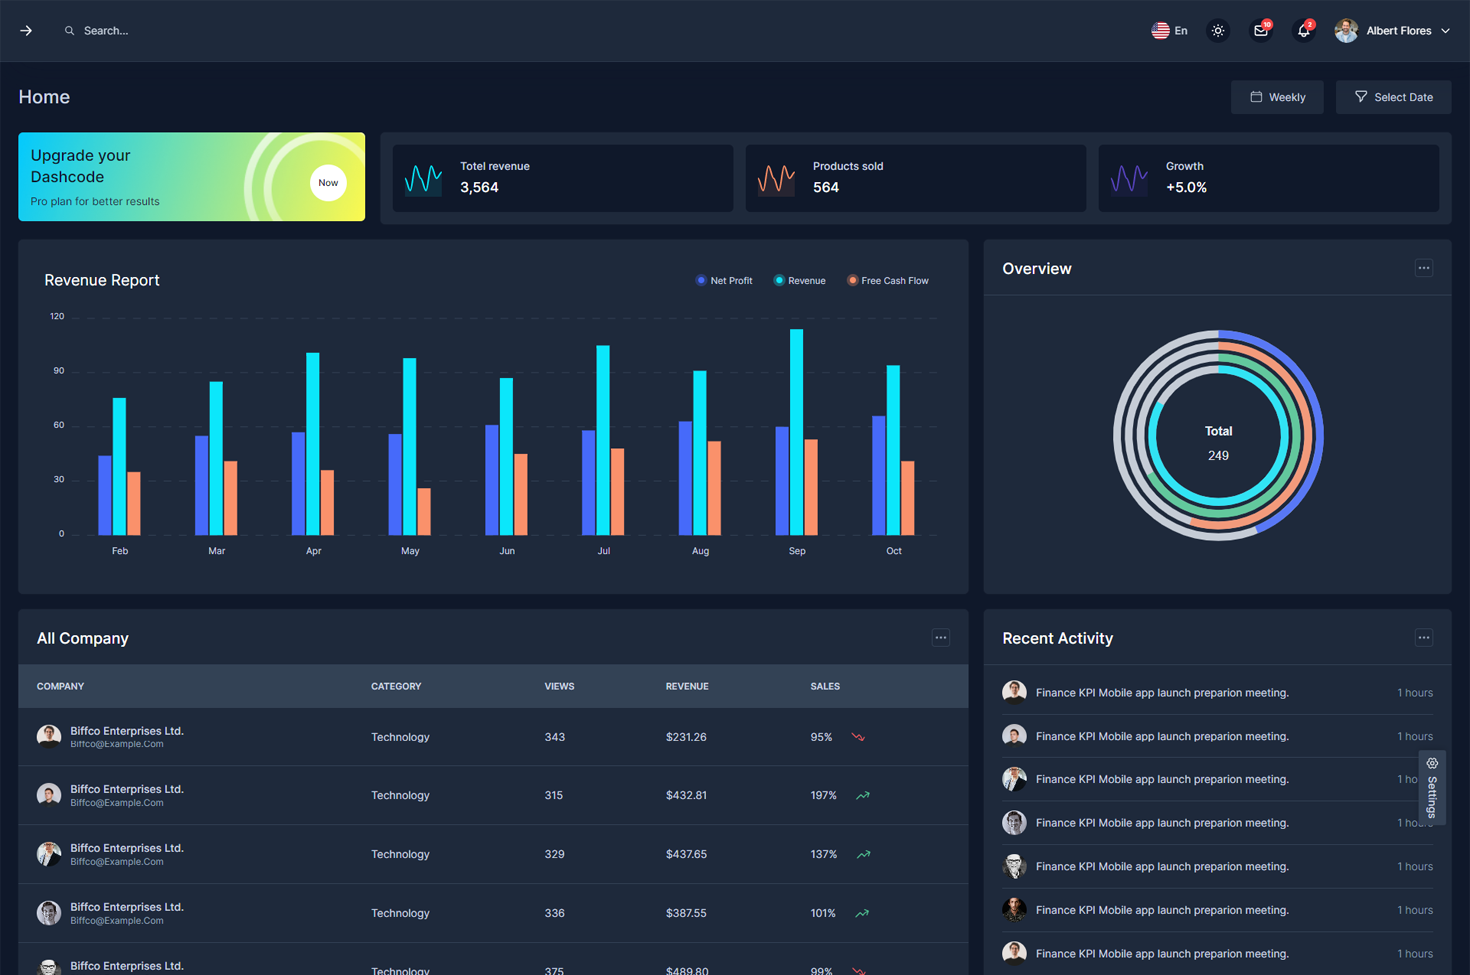 Search...
En
10
2
Albert Flores
Home
Weekly
Select Date
Upgrade your
Dashcode
Pro plan for better results
Now
Totel revenue
3,564
Products sold
564
Growth
+5.0%
Revenue Report
Net Profit
Revenue
Free Cash Flow
120
90
60
30
0
Feb
Mar
Apr
May
Jun
Jul
Aug
Sep
Oct
Overview
Total
249
All Company
COMPANY
CATEGORY
VIEWS
REVENUE
SALES
Biffco Enterprises Ltd.
Biffco@Example.Com
Technology
343
$231.26
95%
Biffco Enterprises Ltd.
Biffco@Example.Com
Technology
315
$432.81
197%
Biffco Enterprises Ltd.
Biffco@Example.Com
Technology
329
$437.65
137%
Biffco Enterprises Ltd.
Biffco@Example.Com
Technology
336
$387.55
101%
Biffco Enterprises Ltd.
Technology
375
$489.80
99%
Recent Activity
Finance KPI Mobile app launch preparion meeting.
1 hours
Finance KPI Mobile app launch preparion meeting.
1 hours
Finance KPI Mobile app launch preparion meeting.
1 ho
Finance KPI Mobile app launch preparion meeting.
1 ho
Finance KPI Mobile app launch preparion meeting.
1 hours
Finance KPI Mobile app launch preparion meeting.
1 hours
Finance KPI Mobile app launch preparion meeting.
1 hours
Settings